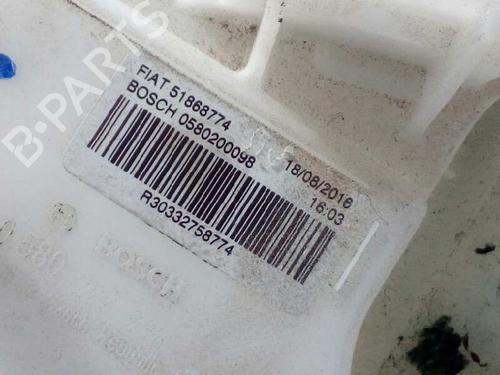 FIAT 51868774
BOSCH 0580200098
18/08/2016
16:03
R30332758774
B-PARTS
BOSCH